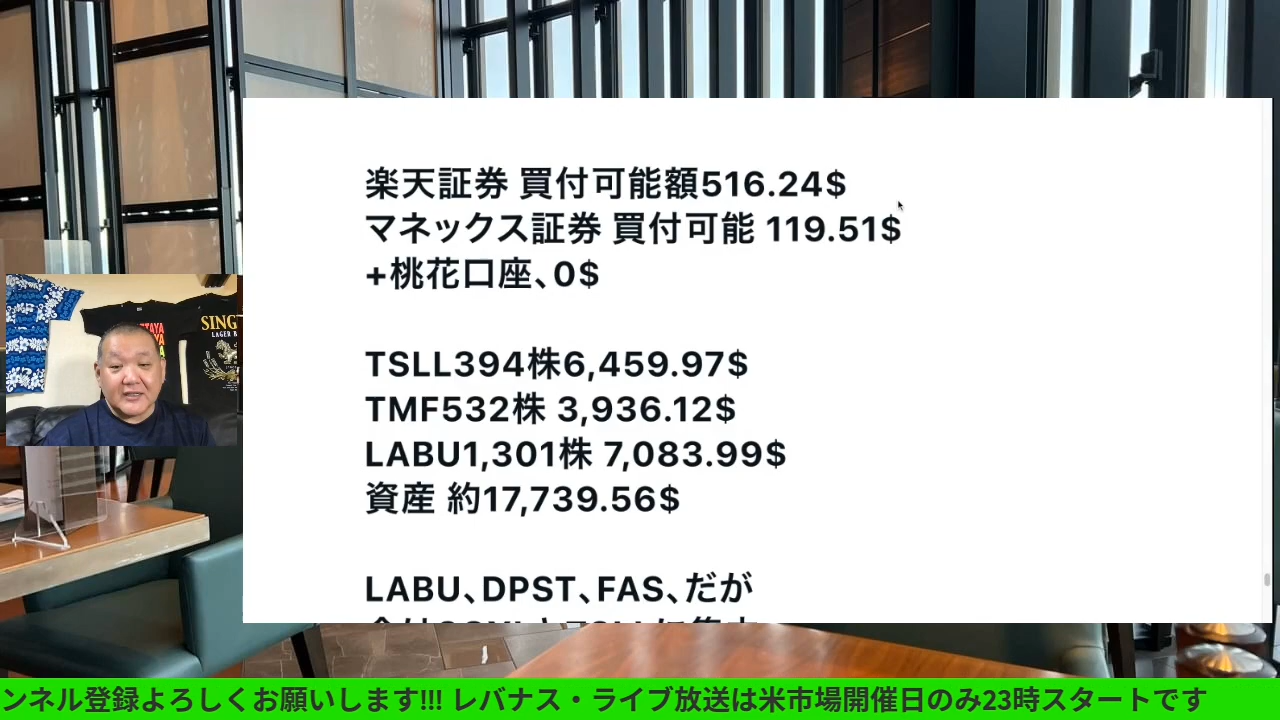 楽天証券 買付可能額516.24$
マネックス証券 買付可能 119.51$
+桃花口座、0$
TSLL394株6,459.97$
TMF532株 3,936.12$
LABU1,301株 7,083.99$
資産 約17,739.56$
LABU、DPST、FAS、だが
SING
LAGER B
ンネル登録よろしくお願いします!!! レバナス・ライブ放送は米市場開催日のみ23時スタートです